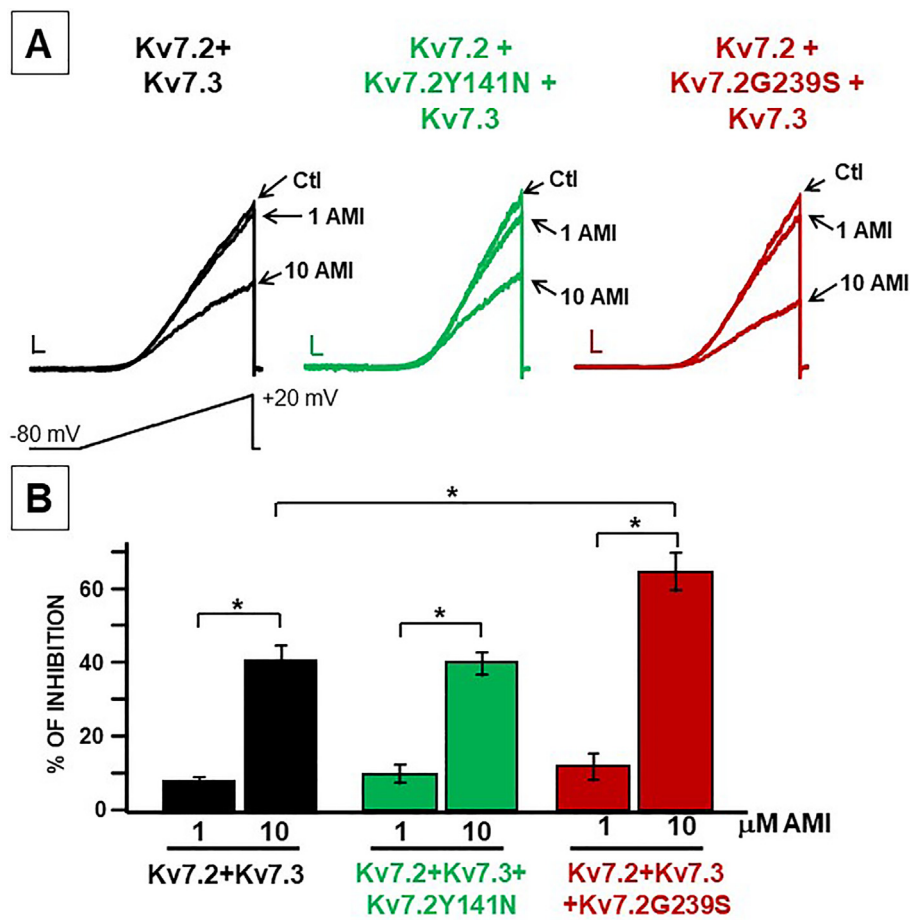 A
Kv7.2+
Kv7.3
Kv7.2 +
Kv7.2Y141N +
Kv7.3
Kv7.2 +
Kv7.2G239S +
Kv7.3
Ctl
1 AMI
10 AMI
Ctl
1 AMI
10 AMI
Ctl
1 AMI
10 AMI
-80 mV
+20 mV
B
*
*
*
*
% OF INHIBITION
60
40
20
0
1
10
1
10
1
10
μM AMI
Kv7.2+Kv7.3
Kv7.2+Kv7.3+
Kv7.2Y141N
Kv7.2+Kv7.3
+Kv7.2G239S